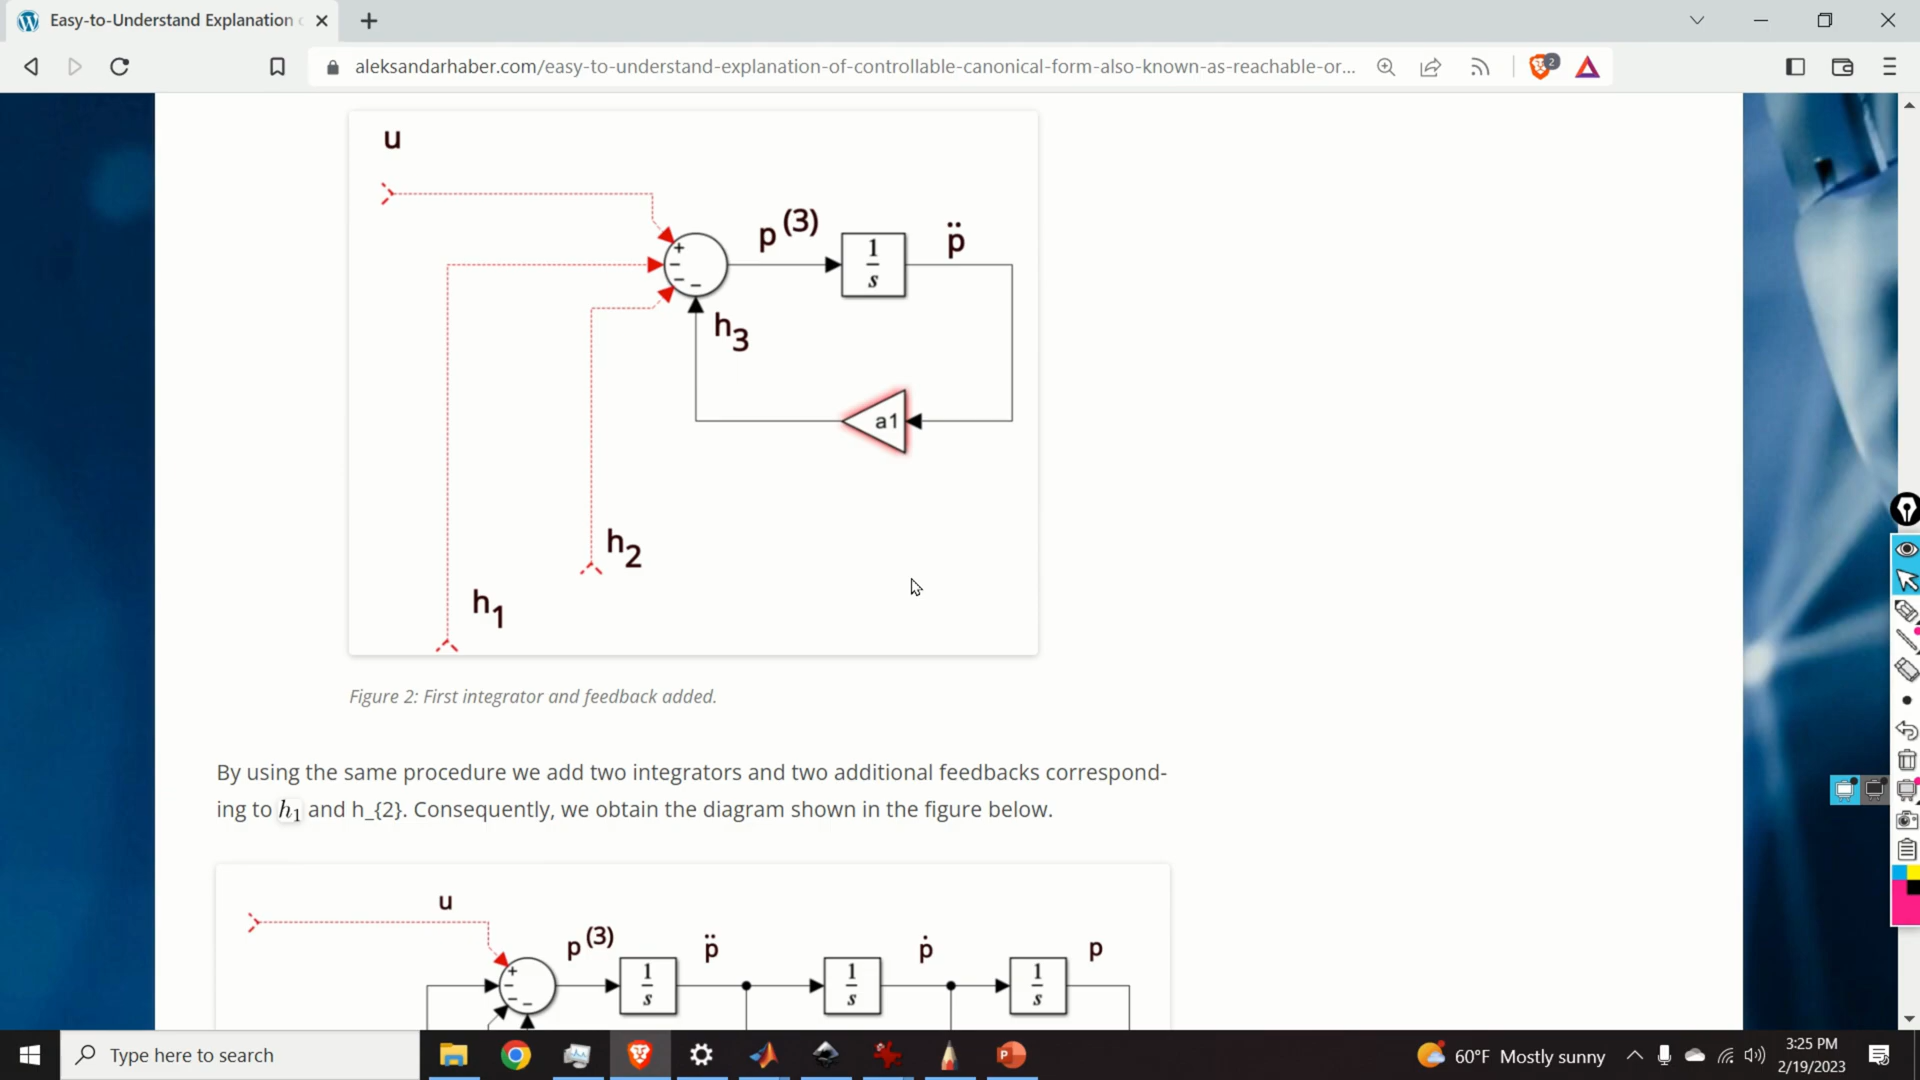 Easy-to-Understand Explanation
aleksandarhaber.com/easy-to-understand-explanation-of-controllable-canonical-form-also-known-as-reachable-or...
2
u
p (3)
1
s
p̈
+
−
−
−
h3
a1
h2
h1
Figure 2: First integrator and feedback added.
By using the same procedure we add two integrators and two additional feedbacks correspond-
ing to h1 and h_{2}. Consequently, we obtain the diagram shown in the figure below.
u
p (3)
1
s
p̈
1
s
ṗ
1
s
p
+
−
−
−
Type here to search
60°F Mostly sunny
3:25 PM
2/19/2023